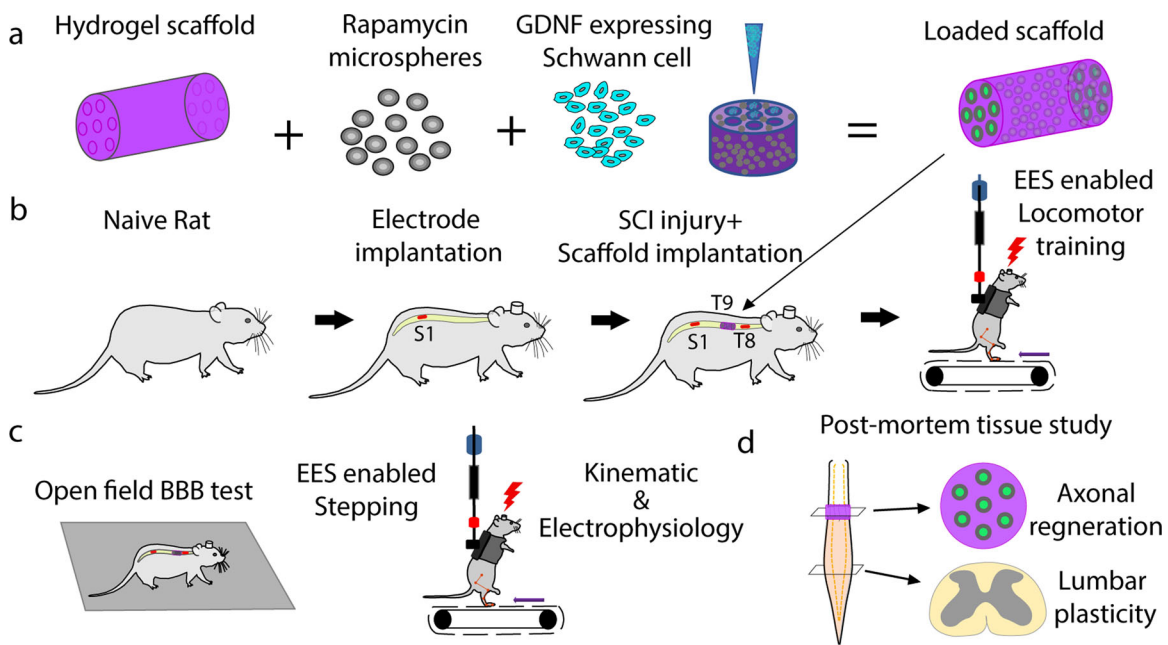 a
Hydrogel scaffold
Rapamycin
microspheres
GDNF expressing
Schwann cell
Loaded scaffold
+
+
=
b
Naive Rat
Electrode
implantation
SCI injury+
Scaffold implantation
EES enabled
Locomotor
training
S1
T9
S1
T8
c
Open field BBB test
EES enabled
Stepping
Kinematic
&
Electrophysiology
d
Post-mortem tissue study
Axonal
regneration
Lumbar
plasticity